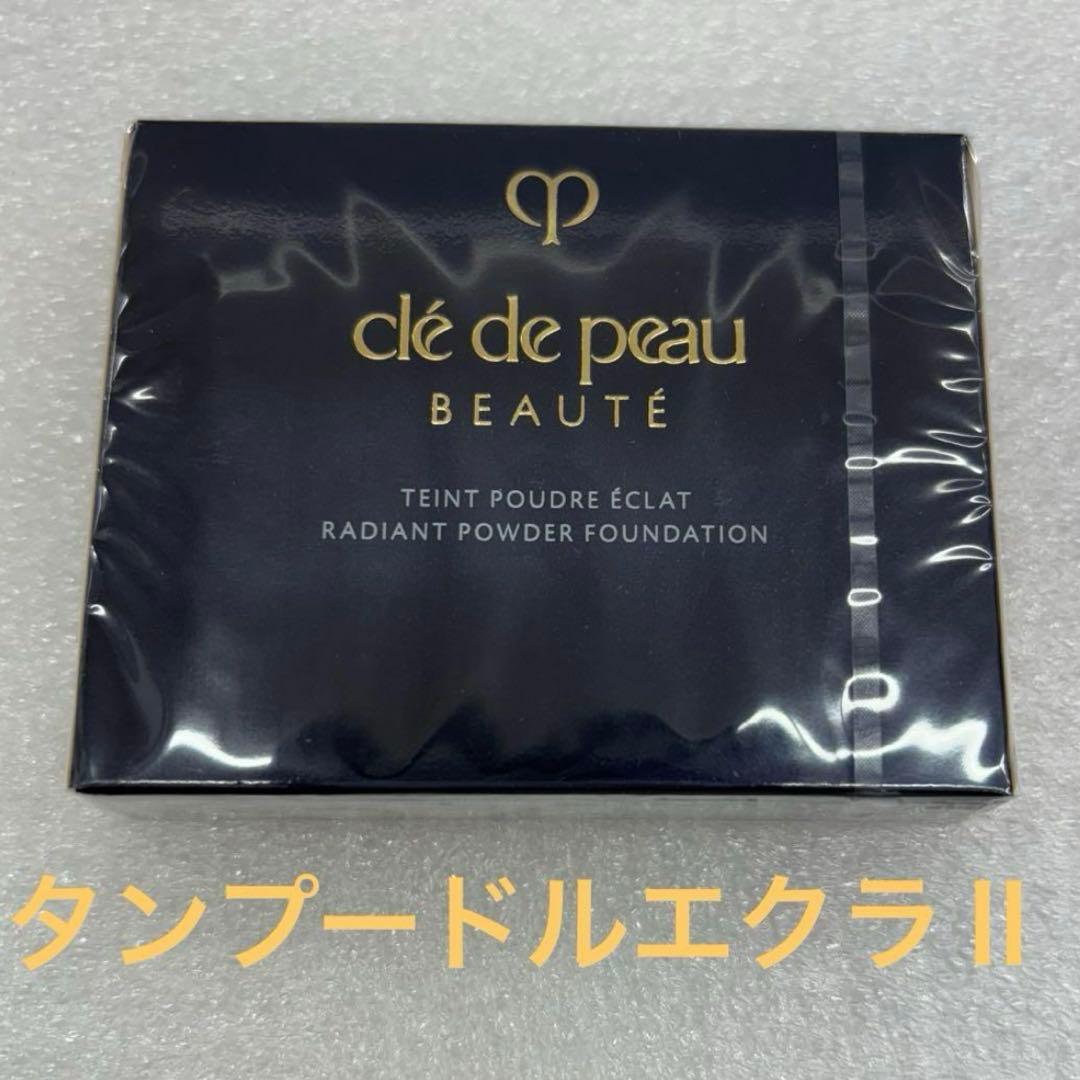 clé de peau
BEAUTÉ
TEINT POUDRE ÉCLAT
RADIANT POWDER FOUNDATION
タンプードルエクラⅡ